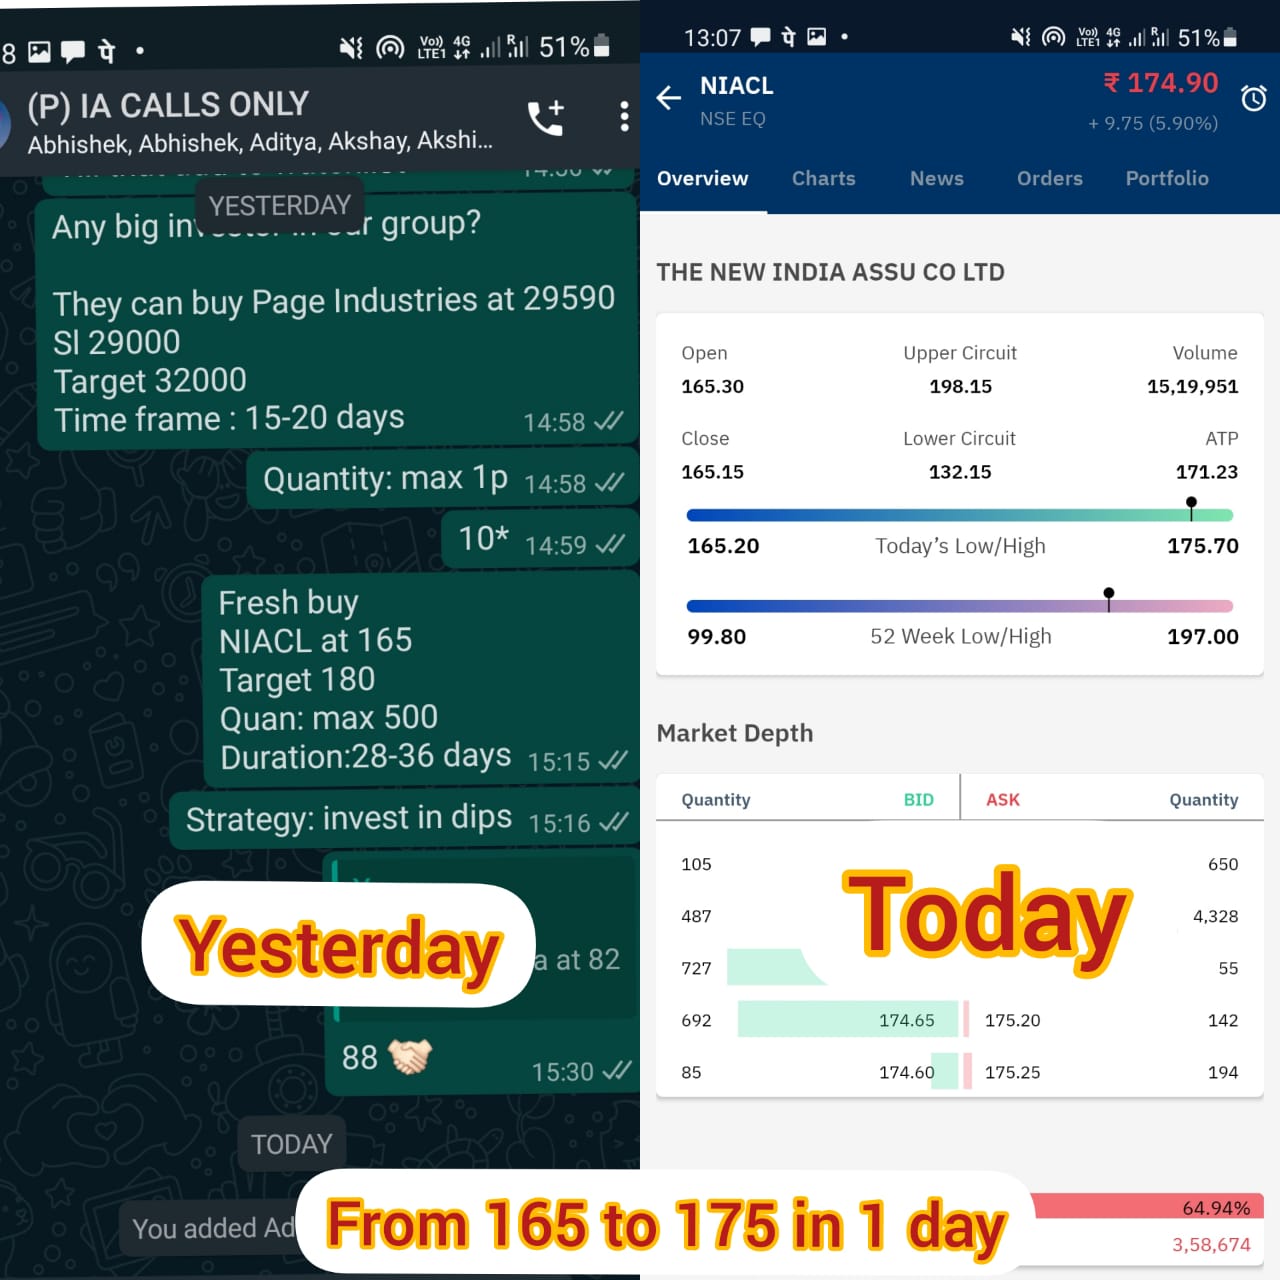 8 पे
Vo)) LTE1 4G R 51%
(P) IA CALLS ONLY
Abhishek, Abhishek, Aditya, Akshay, Akshi...
YESTERDAY
Any big in r group?
They can buy Page Industries at 29590
Sl 29000
Target 32000
Time frame : 15-20 days 14:58
Quantity: max 1p 14:58
10* 14:59
Fresh buy
NIACL at 165
Target 180
Quan: max 500
Duration:28-36 days 15:15
Strategy: invest in dips 15:16
Yesterday
a at 82
88 15:30
TODAY
You added Ad
13:07 पे
Vo)) LTE1 4G R 51%
NIACL ₹ 174.90
NSE EQ + 9.75 (5.90%)
Overview Charts News Orders Portfolio
THE NEW INDIA ASSU CO LTD
Open Upper Circuit Volume
165.30 198.15 15,19,951
Close Lower Circuit ATP
165.15 132.15 171.23
165.20 Today's Low/High 175.70
99.80 52 Week Low/High 197.00
Market Depth
Quantity BID ASK Quantity
105 650
487 4,328
727 55
Today
692 174.65 175.20 142
85 174.60 175.25 194
64.94%
3,58,674
From 165 to 175 in 1 day